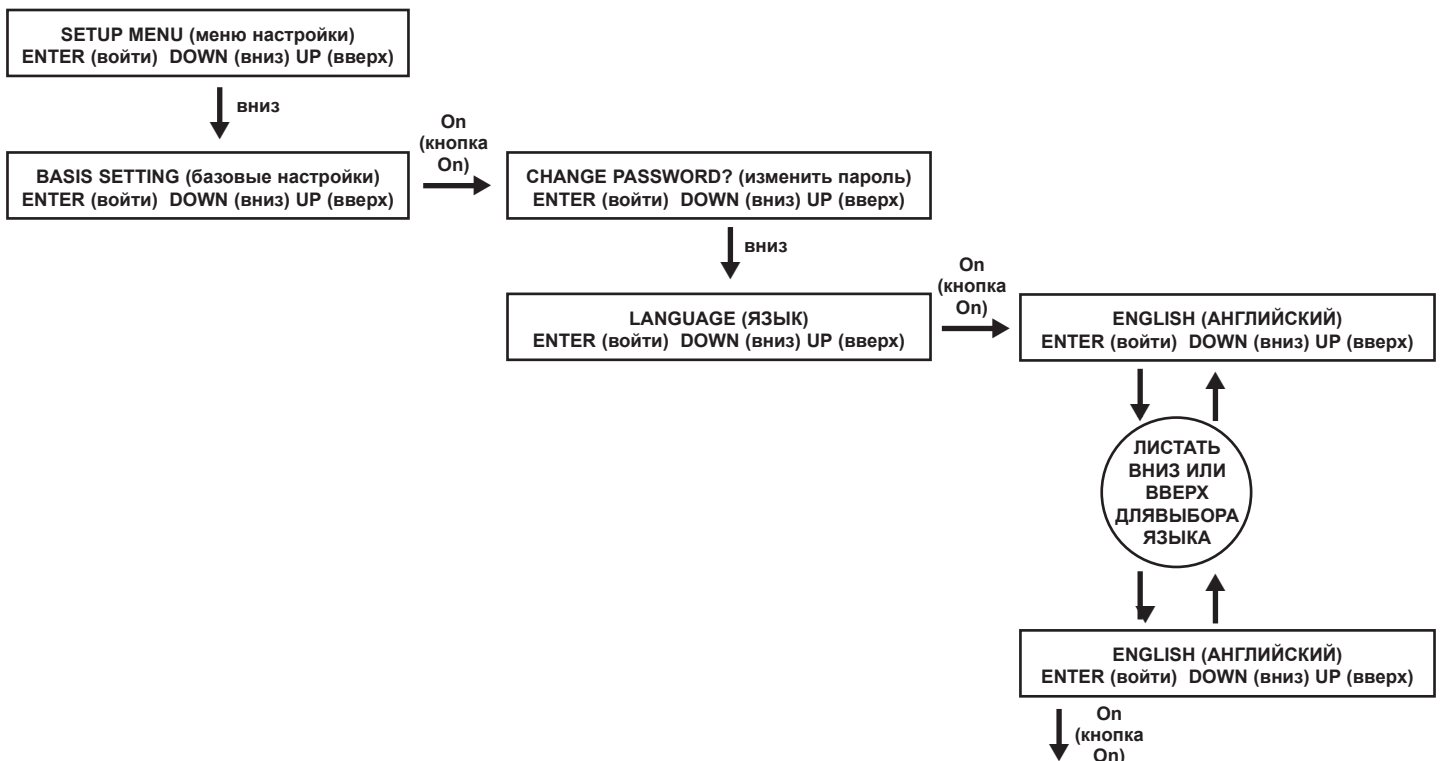 SETUP MENU (меню настройки)
ENTER (войти) DOWN (вниз) UP (вверх)
вниз
BASIS SETTING (базовые настройки)
ENTER (войти) DOWN (вниз) UP (вверх)
On
(кнопка
On)
CHANGE PASSWORD? (изменить пароль)
ENTER (войти) DOWN (вниз) UP (вверх)
вниз
LANGUAGE (ЯЗЫК)
ENTER (войти) DOWN (вниз) UP (вверх)
On
(кнопка
On)
ENGLISH (АНГЛИЙСКИЙ)
ENTER (войти) DOWN (вниз) UP (вверх)
ЛИСТАТЬ
ВНИЗ ИЛИ
ВВЕРХ
ДЛЯВЫБОРА
ЯЗЫКА
ENGLISH (АНГЛИЙСКИЙ)
ENTER (войти) DOWN (вниз) UP (вверх)
On
(кнопка
On)